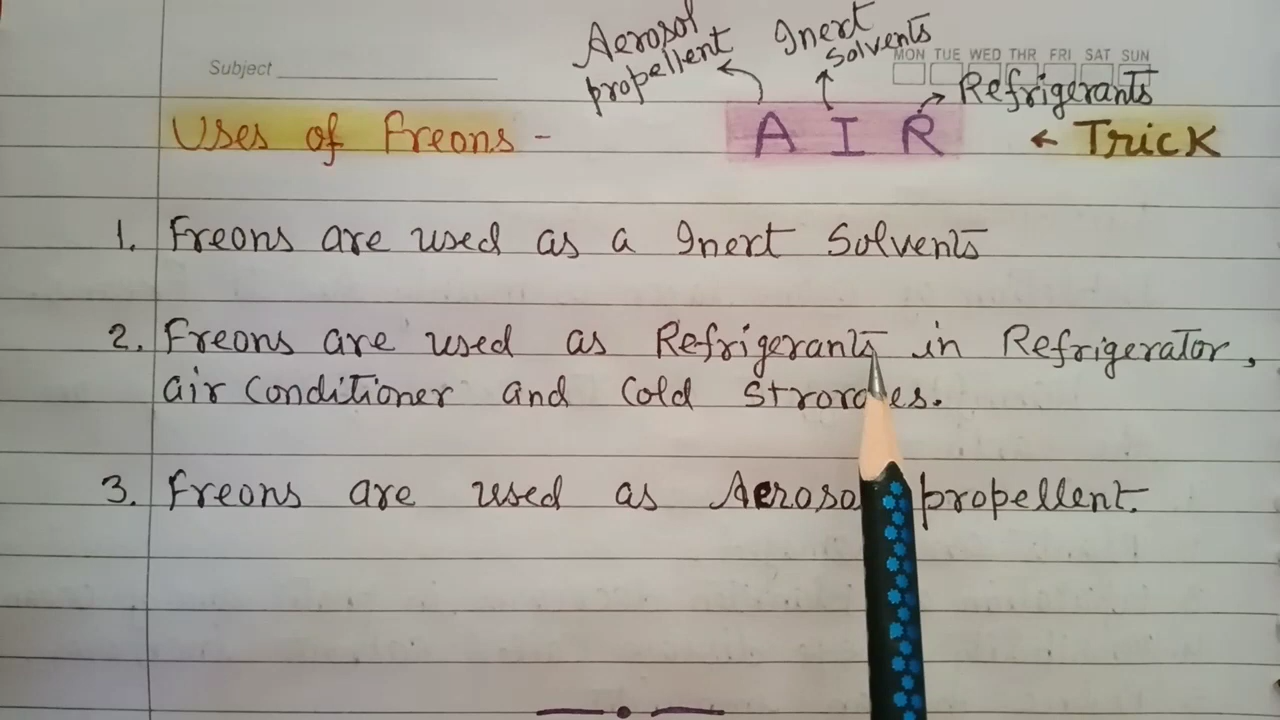 Aerosol propellent
Inert Solvents
MON TUE WED THR FRI SAT SUN
Subject
Refrigerants
Uses of Freons - A I R ← Trick
1. Freons are used as a Inert Solvents
2. Freons are used as Refrigerants in Refrigerator,
air conditioner and cold
3. Freons are used as Aerosol propellent.